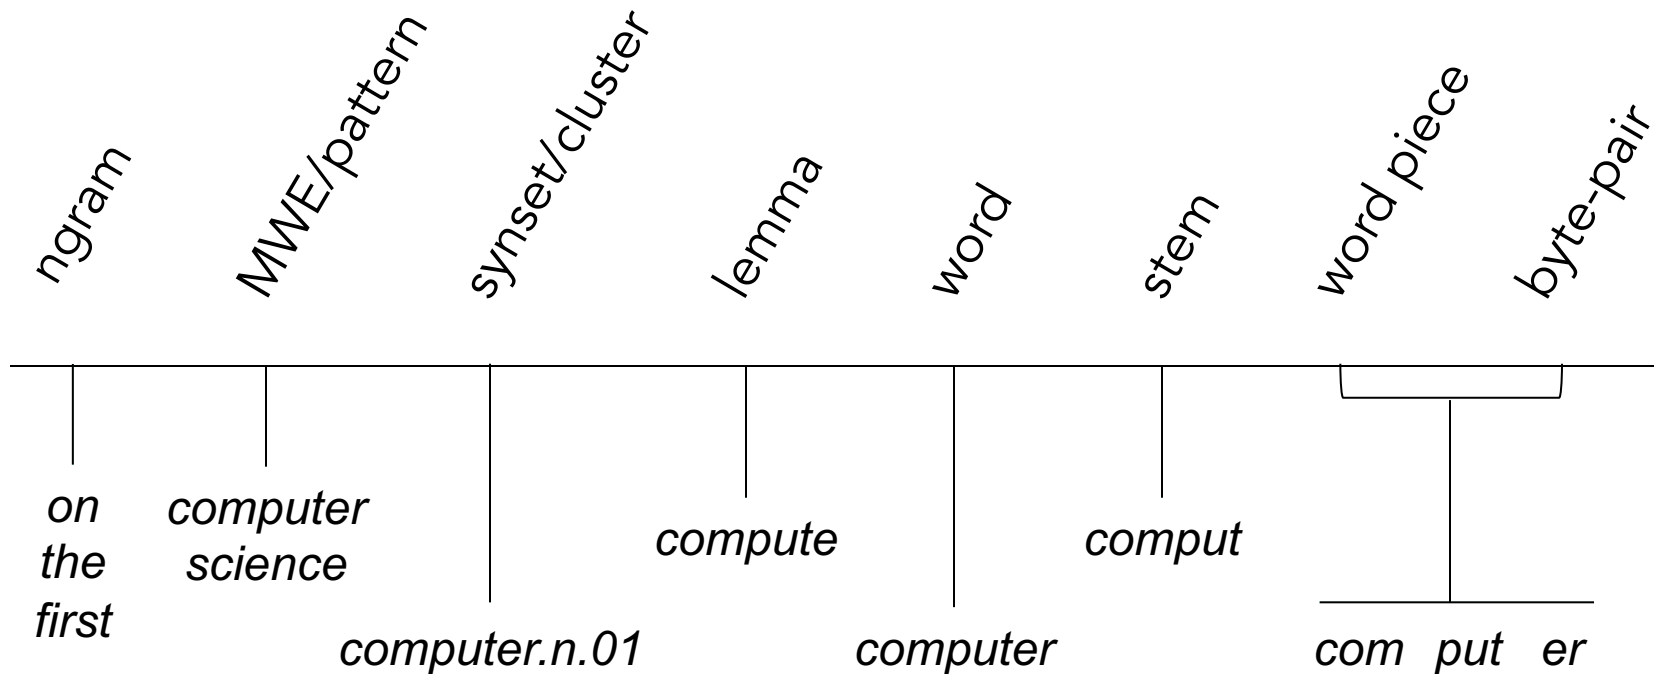 ngram
MWE/pattern
synset/cluster
lemma
word
stem
word piece
byte-pair
on
the
first
computer
science
computer.n.01
compute
computer
comput
com put er